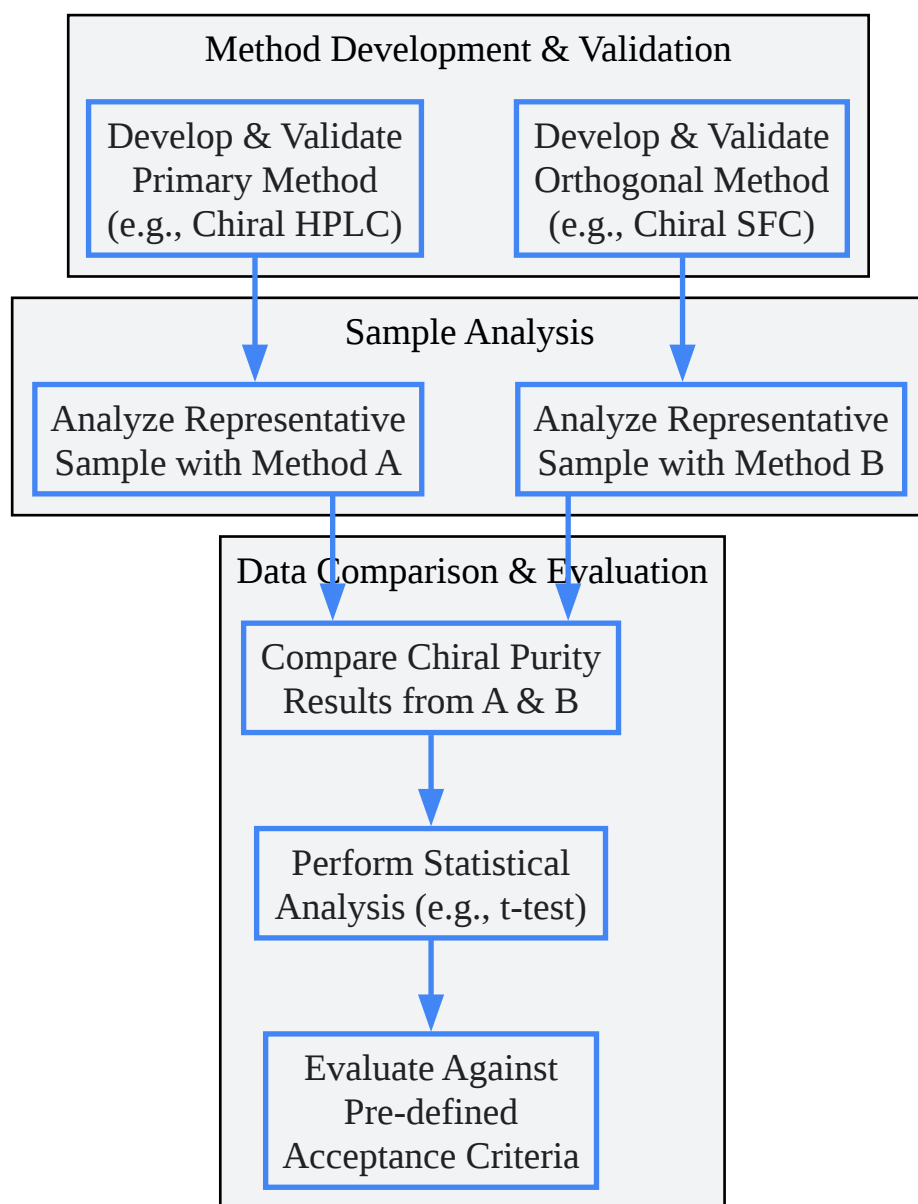 Method Development & Validation
Develop & Validate
Primary Method
(e.g., Chiral HPLC)
Develop & Validate
Orthogonal Method
(e.g., Chiral SFC)
Sample Analysis
Analyze Representative
Sample with Method A
Analyze Representative
Sample with Method B
Data Comparison & Evaluation
Compare Chiral Purity
Results from A & B
Perform Statistical
Analysis (e.g., t-test)
Evaluate Against
Pre-defined
Acceptance Criteria